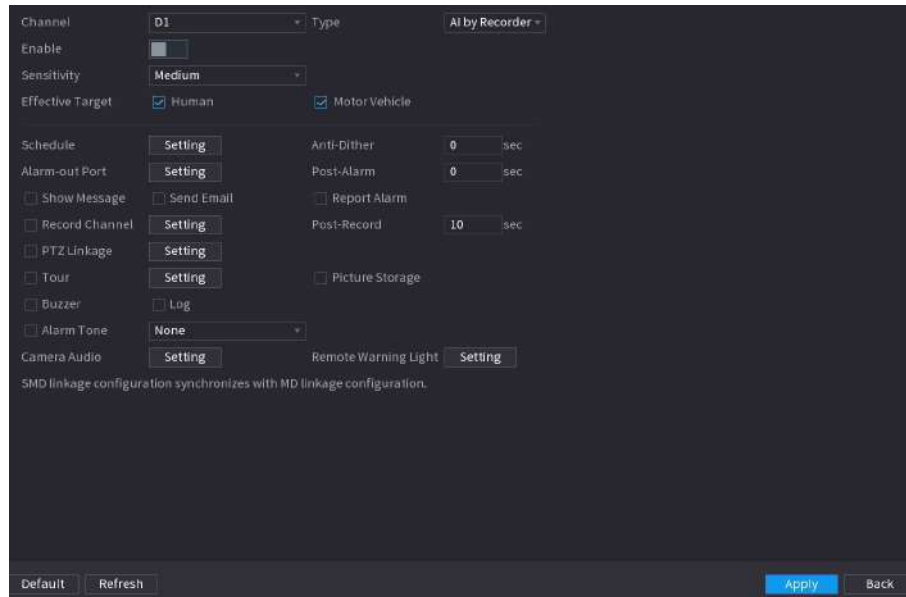 Channel D1 Type AI by Recorder
Enable
Sensitivity Medium
Effective Target Human Motor Vehicle
Schedule Setting Anti-Dither 0 sec
Alarm-out Port Setting Post-Alarm 0 sec
Show Message Send Email Report Alarm
Record Channel Setting Post-Record 10 sec
PTZ Linkage Setting
Tour Setting Picture Storage
Buzzer Log
Alarm Tone None
Camera Audio Setting Remote Warning Light Setting
SMD linkage configuration synchronizes with MD linkage configuration.
Default Refresh Apply Back